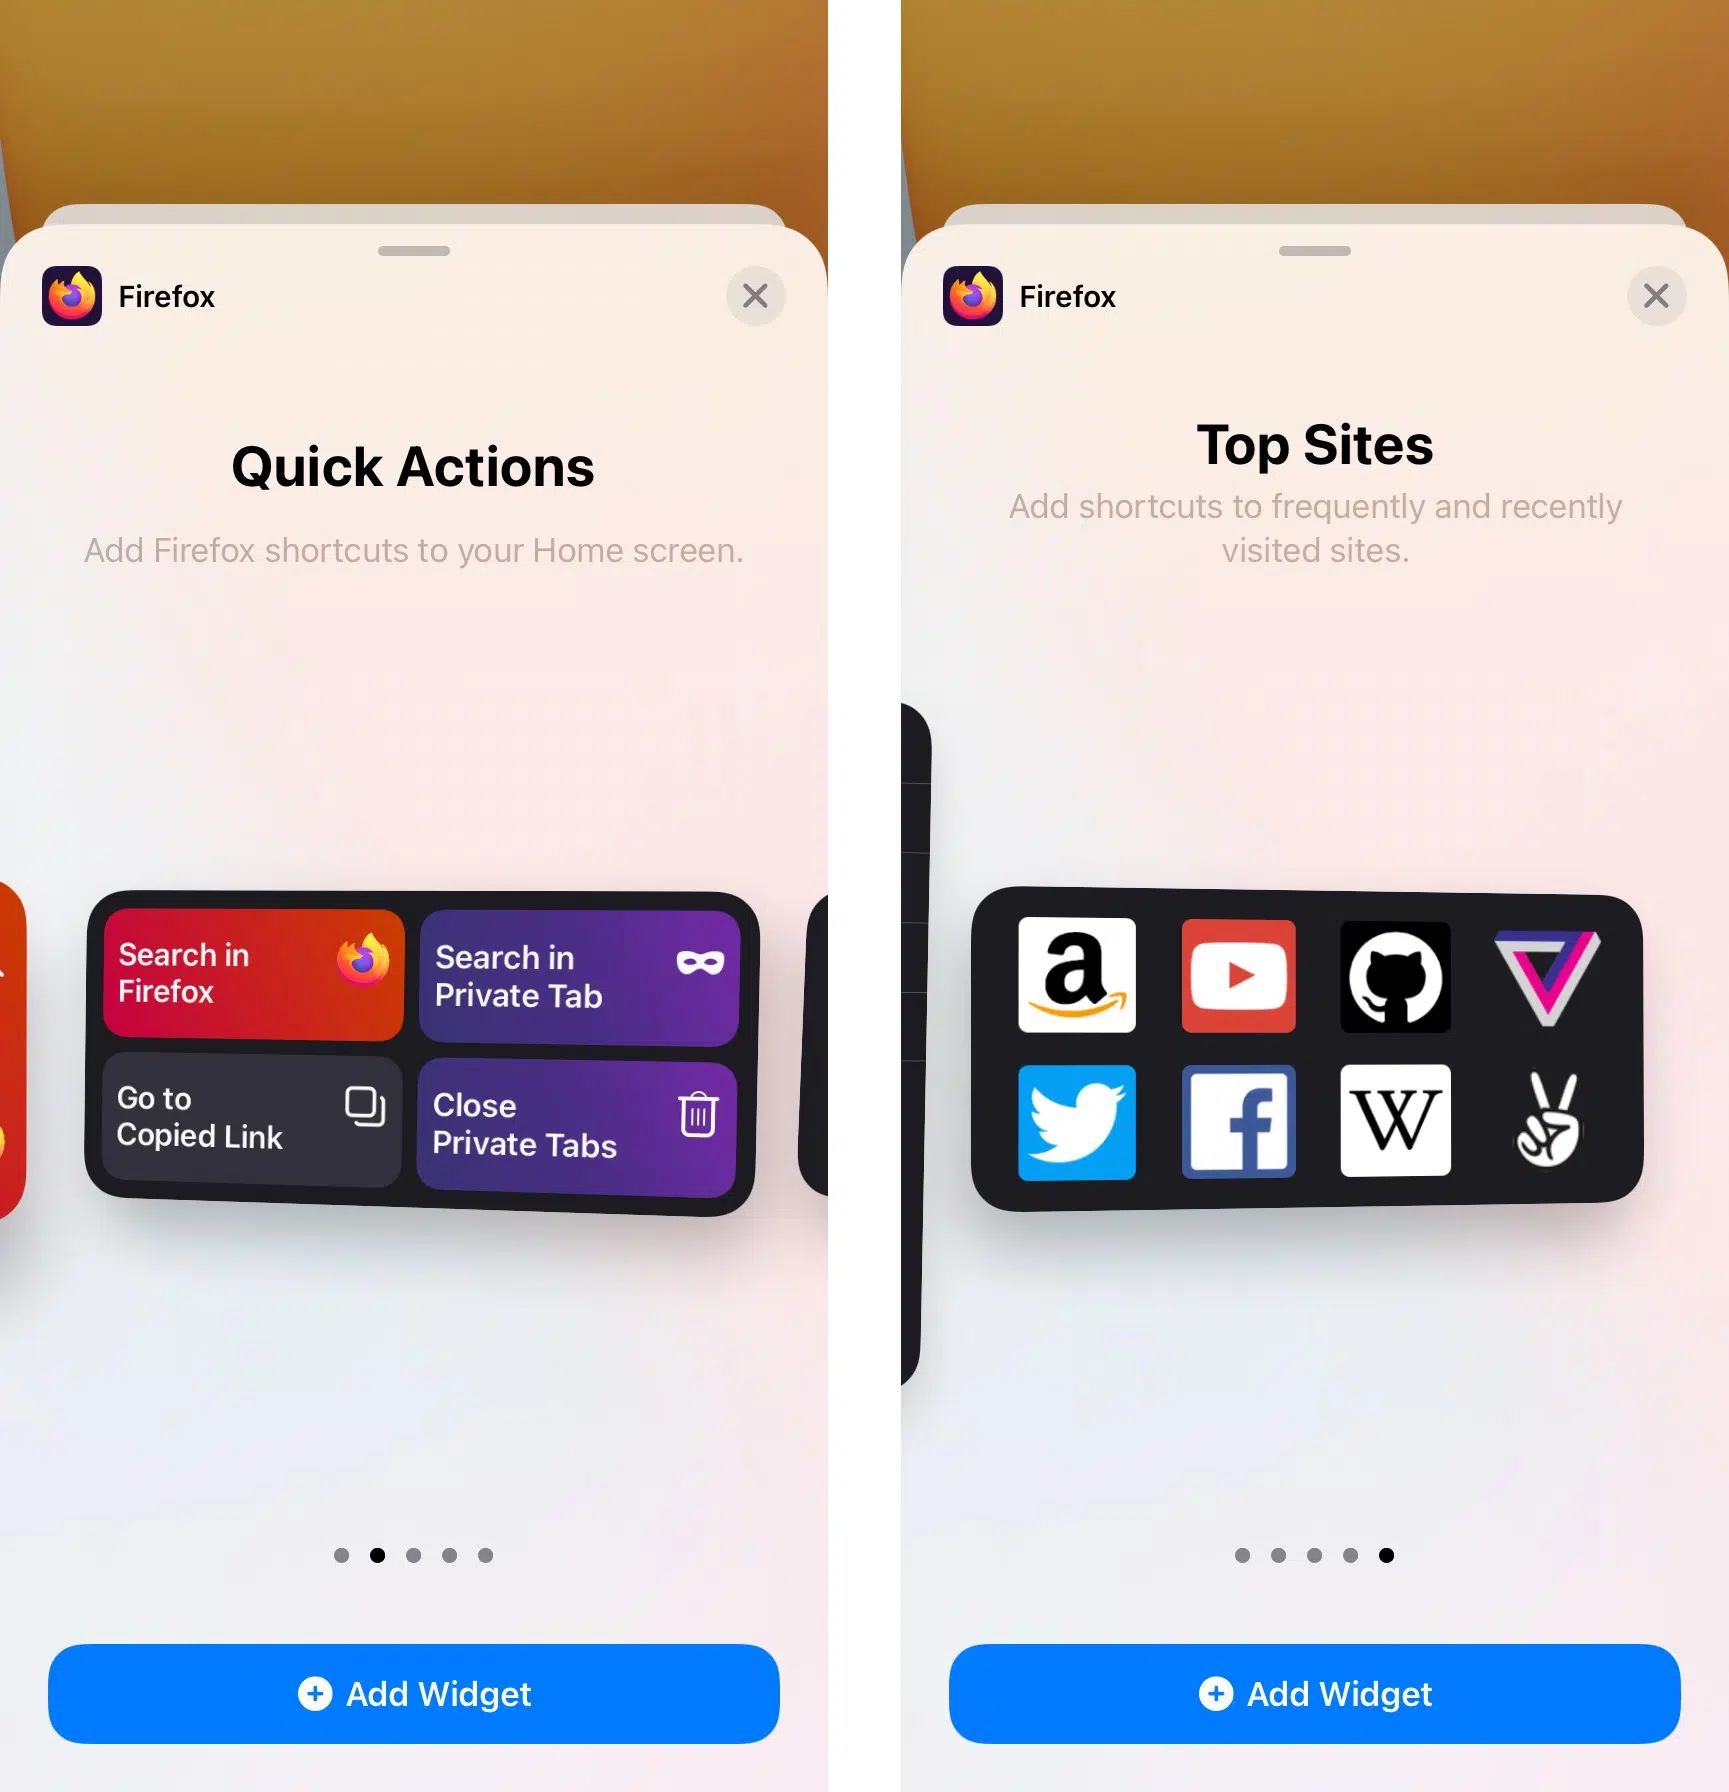 Firefox
Quick Actions
Add Firefox shortcuts to your Home screen.
Search in
Firefox
Search in
Private Tab
Go to
Copied Link
Close
Private Tabs
Add Widget
Firefox
Top Sites
Add shortcuts to frequently and recently
visited sites.
a
f
W
Add Widget